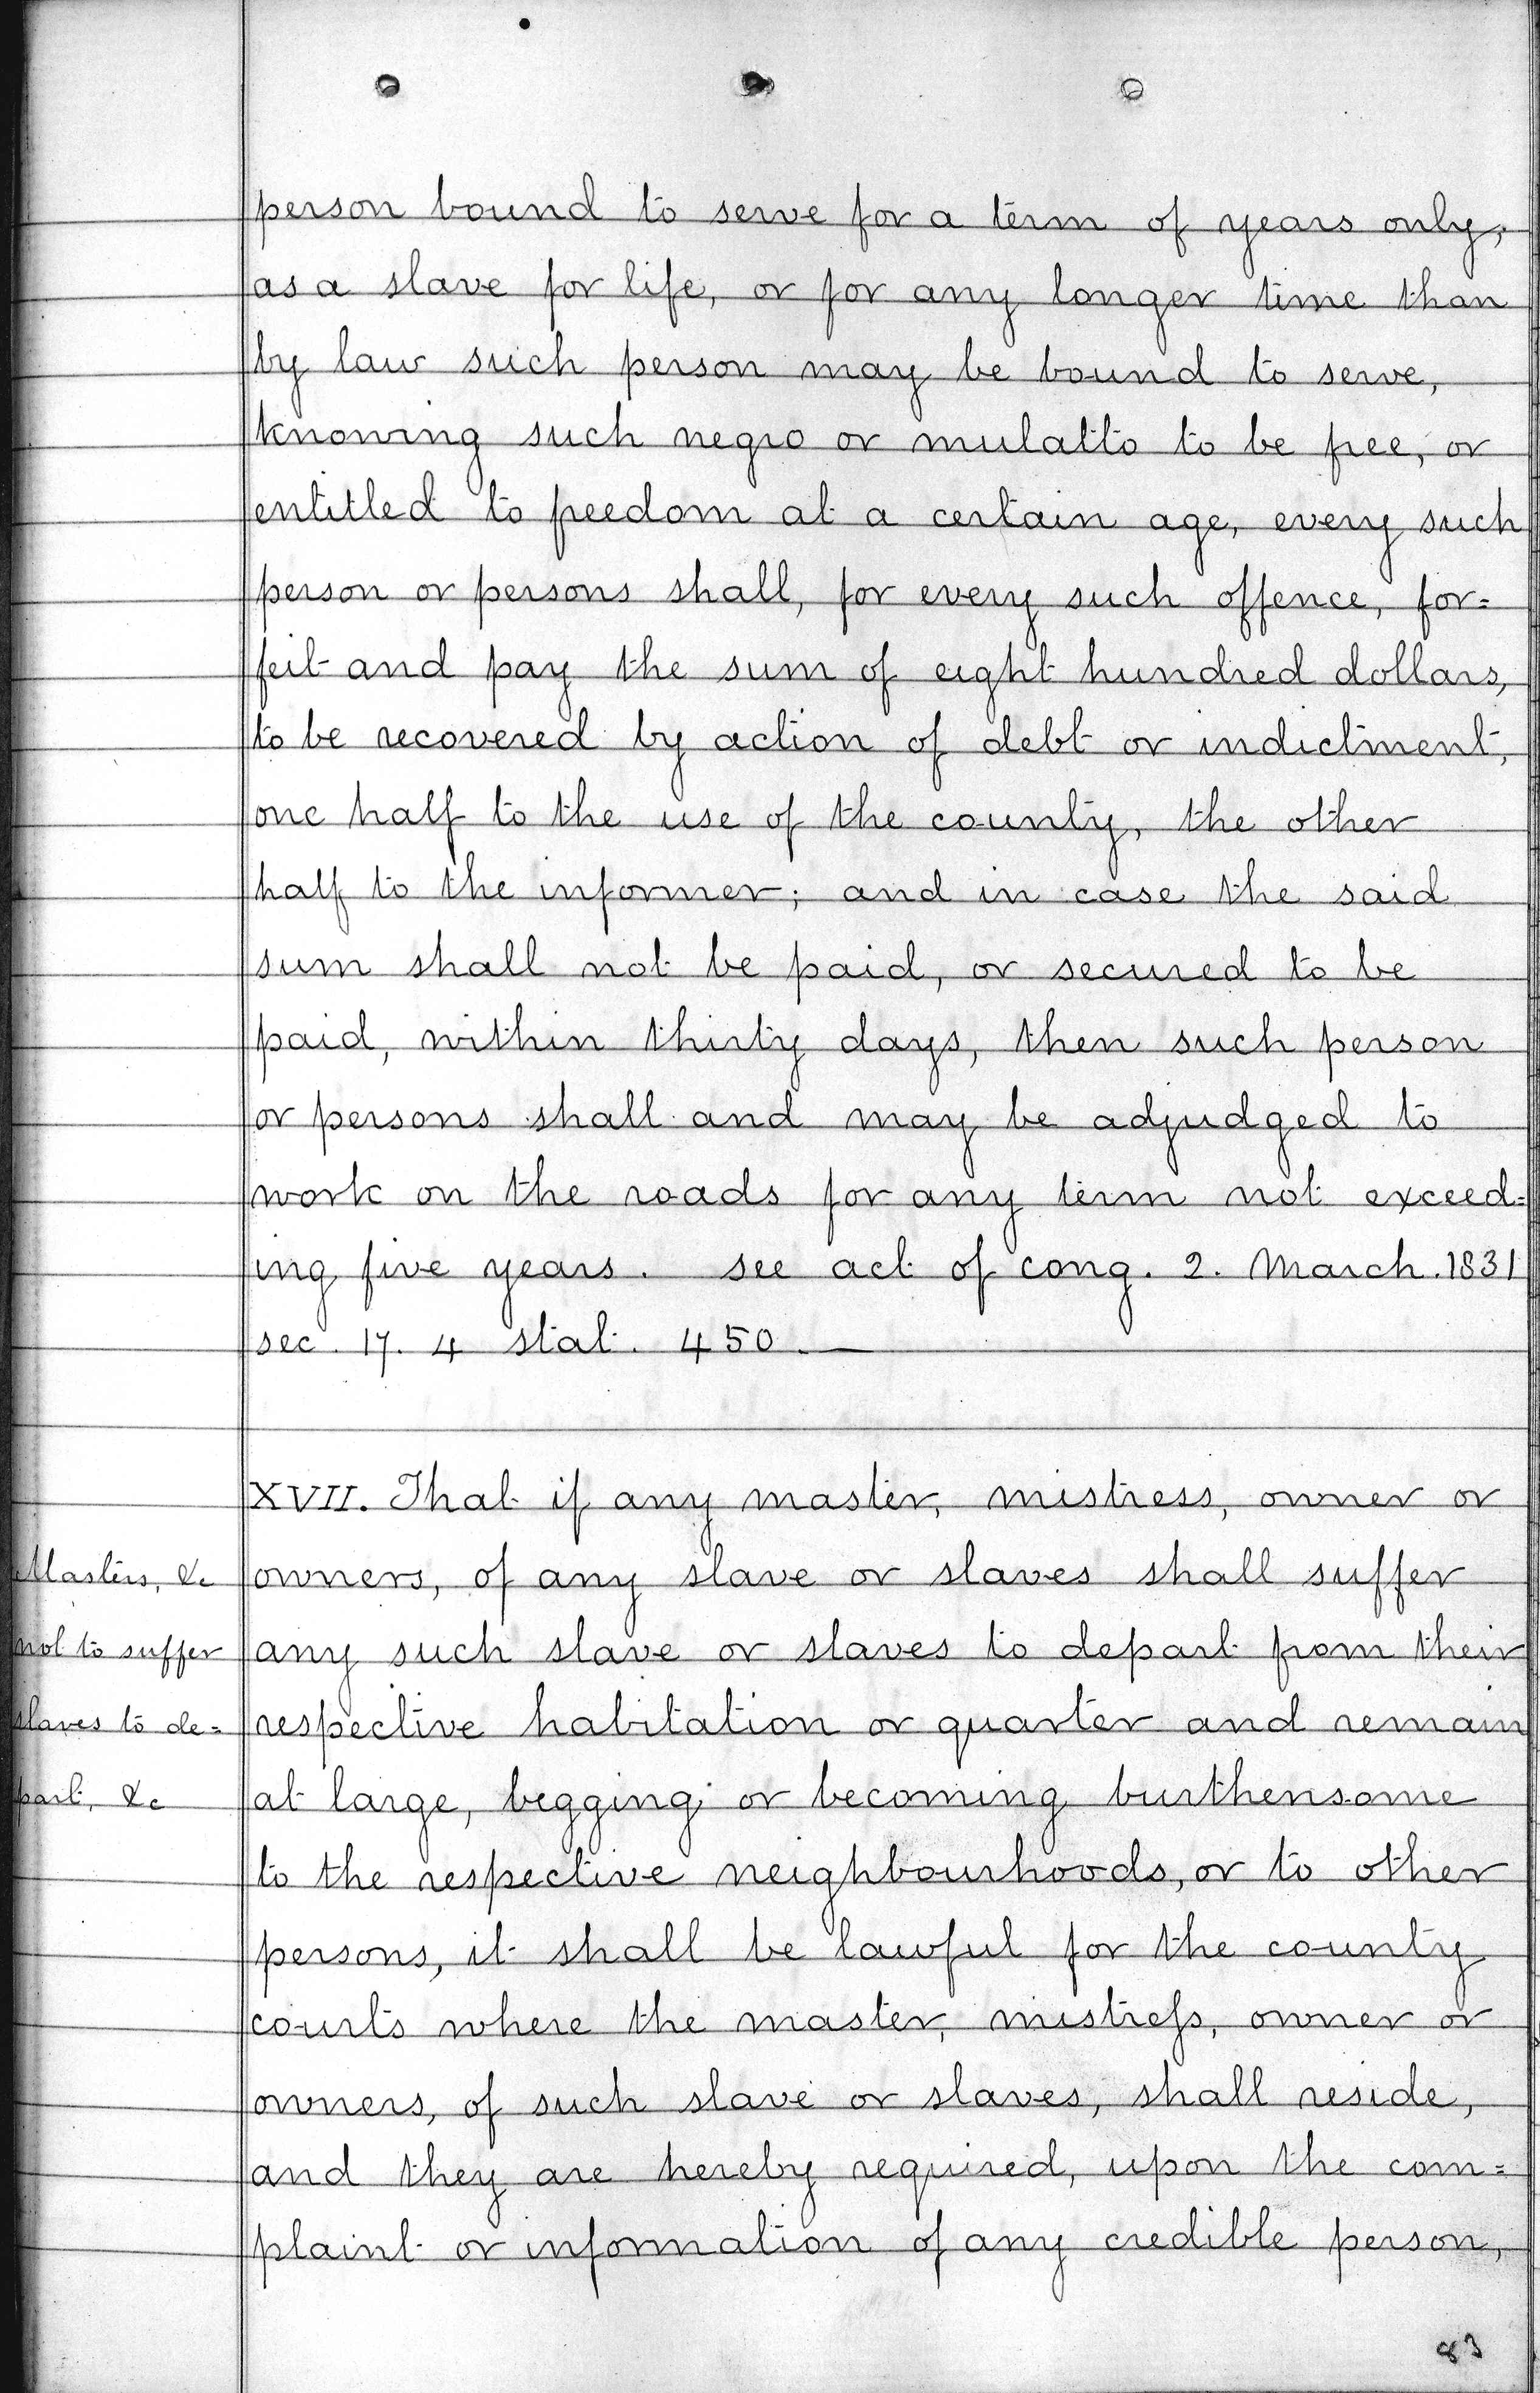 person bound to serve for a term of years only,
as a slave for life, or for any longer time than
by law such person may be bound to serve,
knowing such negro or mulatto to be free, or
entitled to freedom at a certain age, every such
person or persons shall, for every such offence, for=
feit and pay the sum of eight hundred dollars,
to be recovered by action of debt or indictment,
one half to the use of the county, the other
half to the informer; and in case the said
sum shall not be paid, or secured to be
paid, within thirty days, then such person
or persons shall and may be adjudged to
work on the roads for any term not exceed=
ing five years. see act of cong. 2. March. 1831
sec. 17. 4 stat. 450.—
XVII. That if any master, mistress, owner or
Masters, &c
not to suffer
slaves to de=
part, &c
owners, of any slave or slaves shall suffer
any such slave or slaves to depart from their
respective habitation or quarter and remain
at large, begging or becoming burthensome
to the respective neighbourhoods, or to other
persons, it shall be lawful for the county
courts where the master, mistreſs, owner or
owners, of such slave or slaves, shall reside,
and they are hereby required, upon the com=
plaint or information of any credible person,
83